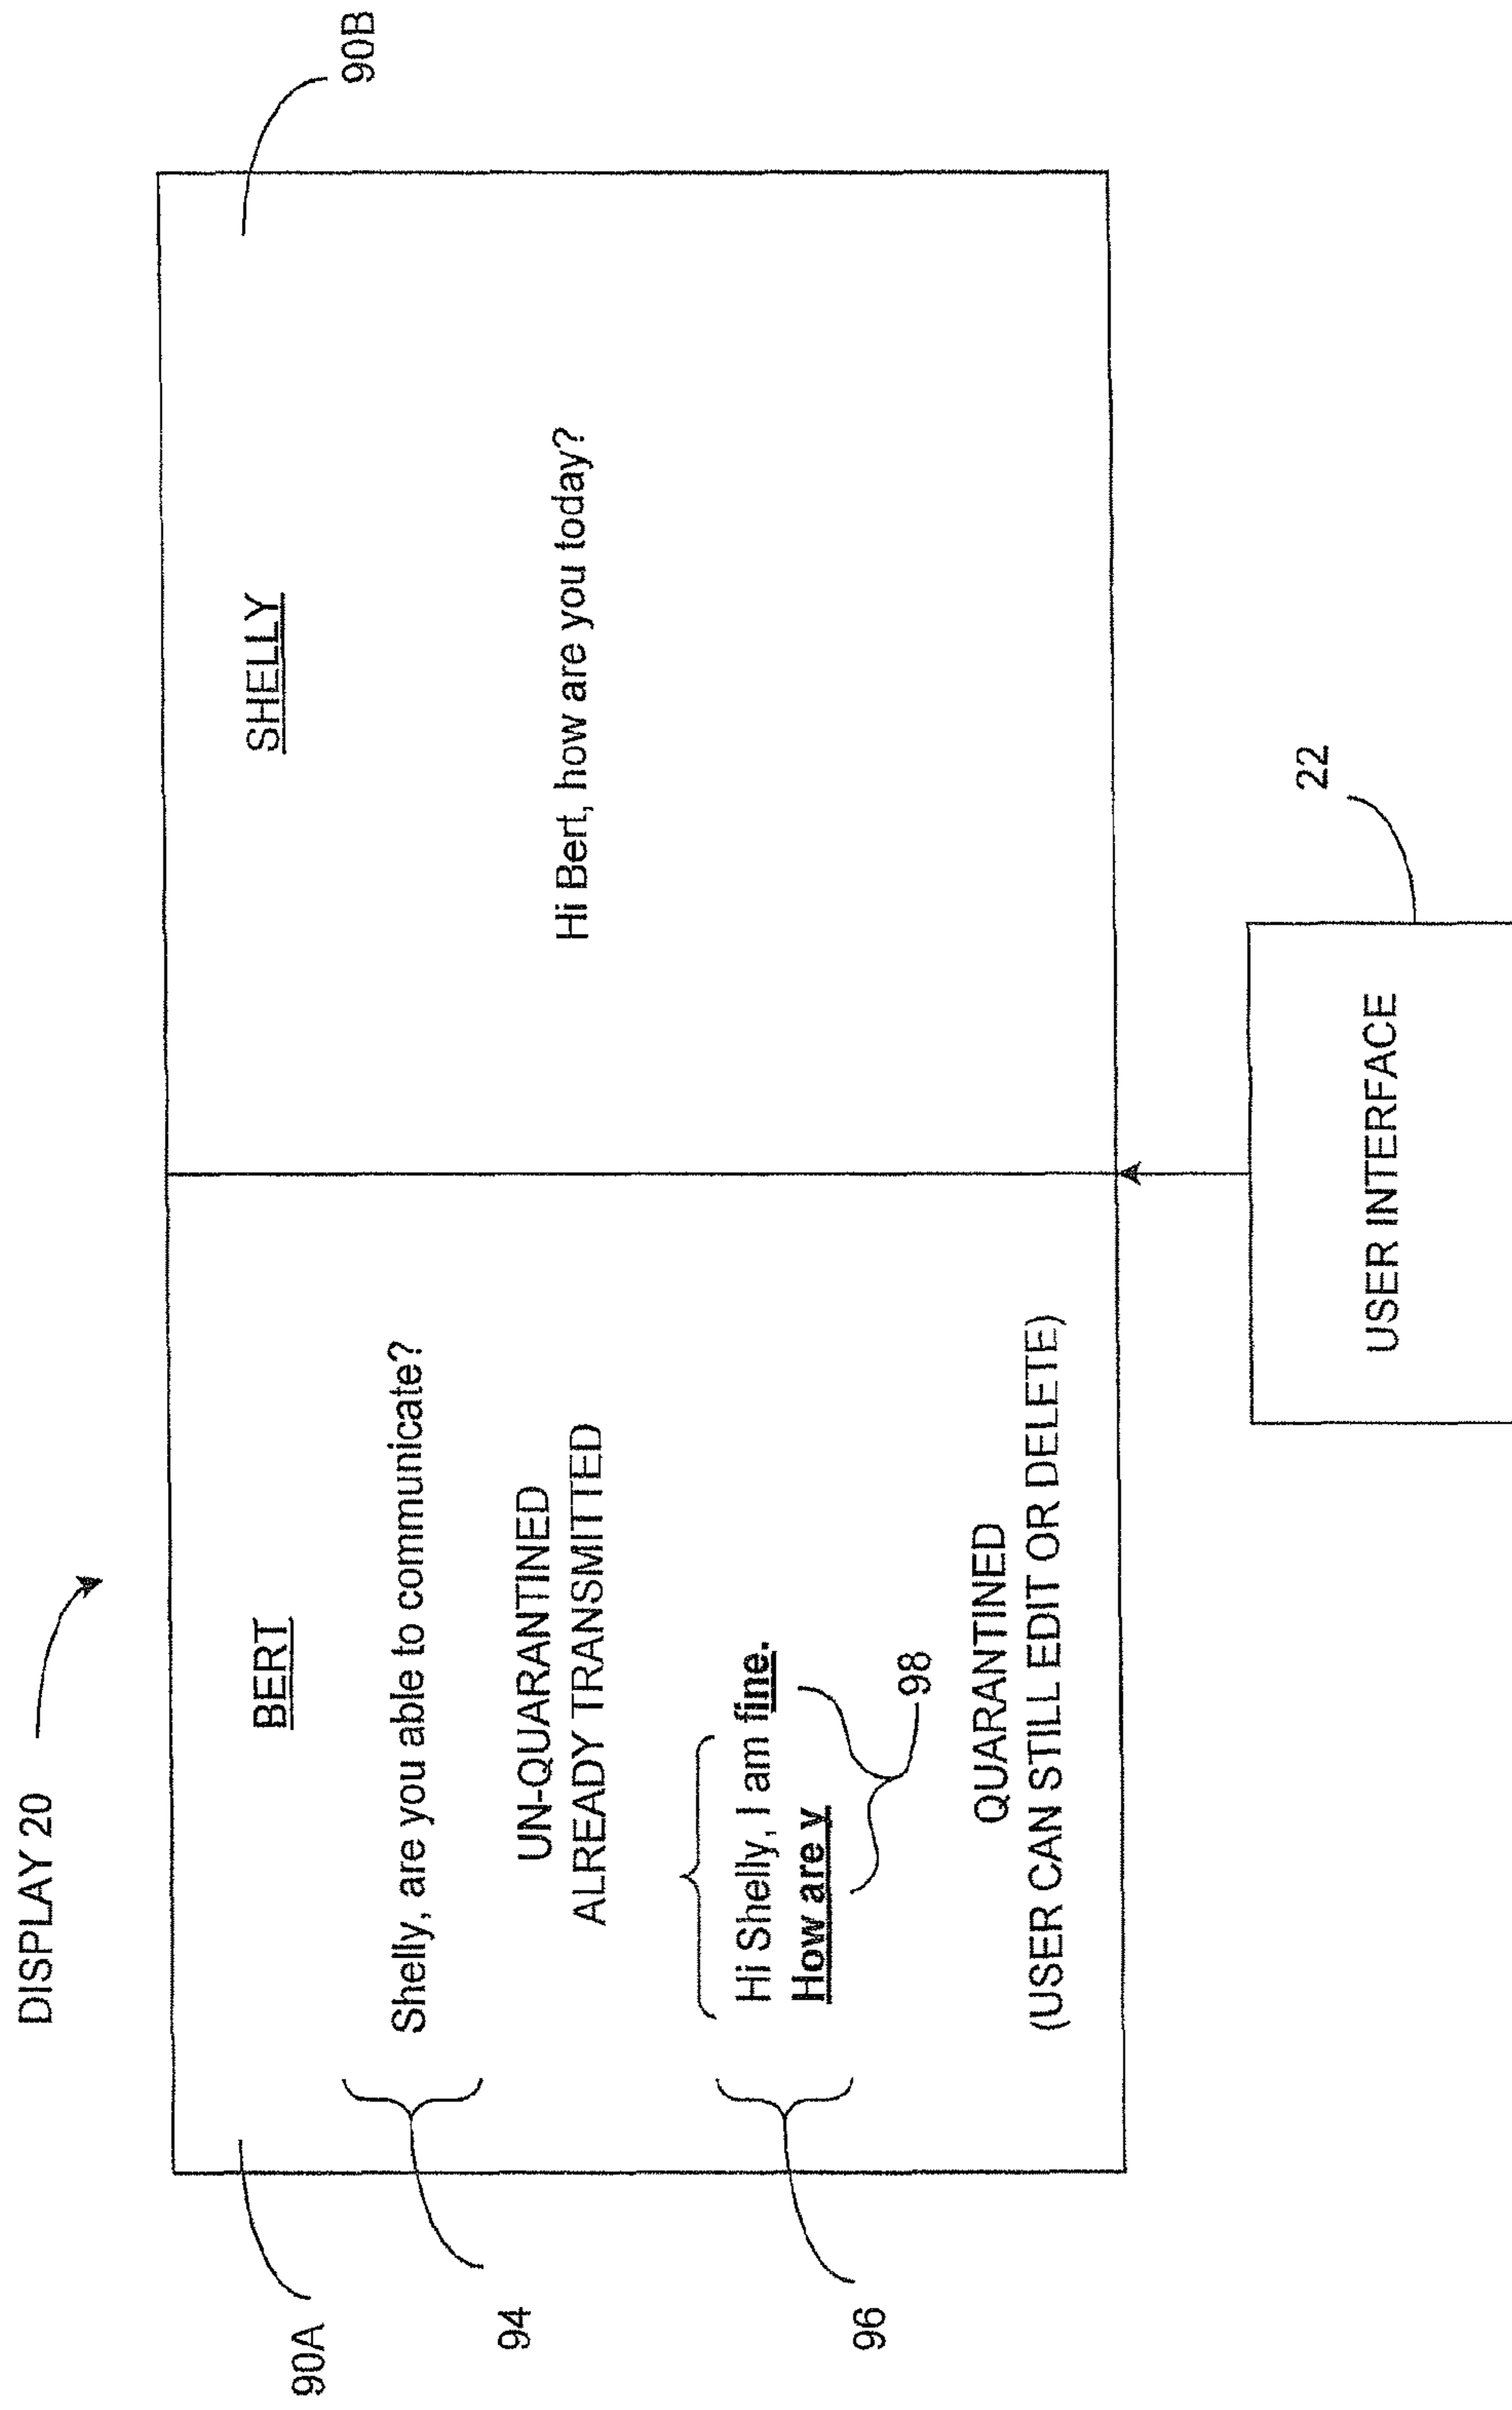 DISPLAY 20
90A
90B
BERT
SHELLY
94
Shelly, are you able to communicate?
UN-QUARANTINED
ALREADY TRANSMITTED
Hi Bert, how are you today?
96
Hi Shelly, I am fine.
How are y
98
QUARANTINED
(USER CAN STILL EDIT OR DELETE)
22
USER INTERFACE